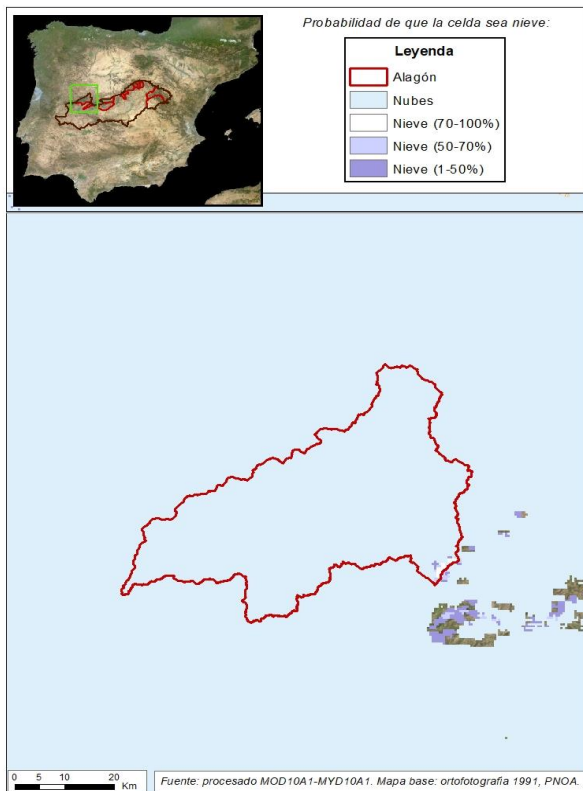 Probabilidad de que la celda sea nieve:
Leyenda
Alagón
Nubes
Nieve (70-100%)
Nieve (50-70%)
Nieve (1-50%)
0 5 10 20
Km
Fuente: procesado MOD10A1-MYD10A1. Mapa base: ortofotografía 1991, PNOA.